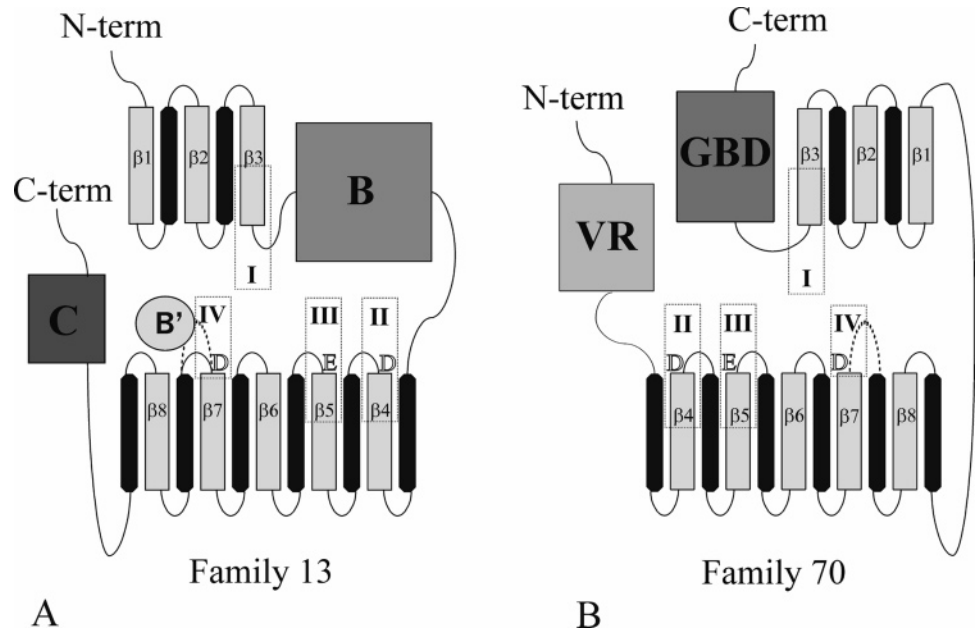 N-term
β1
β2
β3
B
C-term
I
C
B'
IV
III
II
D
E
D
β8
β7
β6
β5
β4
Family 13
A
C-term
N-term
GBD
β3
β2
β1
VR
I
II
III
IV
D
E
D
β4
β5
β6
β7
β8
Family 70
B